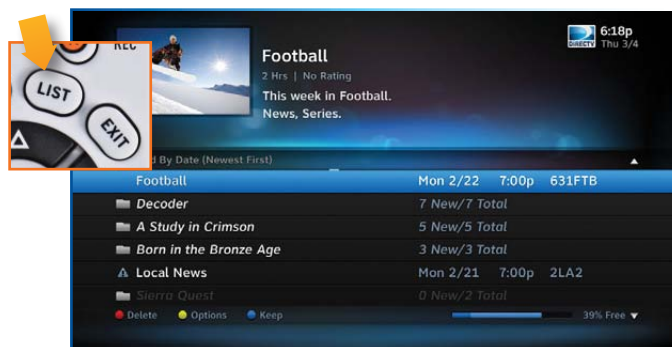 REC
LIST
EXIT
Football
2 Hrs | No Rating
This week in Football.
News, Series.
DIRECTV
6:18p
Thu 3/4
d By Date (Newest First)
Football Mon 2/22 7:00p 631FTB
Decoder 7 New/7 Total
A Study in Crimson 5 New/5 Total
Born in the Bronze Age 3 New/3 Total
Local News Mon 2/21 7:00p 2LA2
Sierra Quest 0 New/2 Total
Delete Options Keep 39% Free